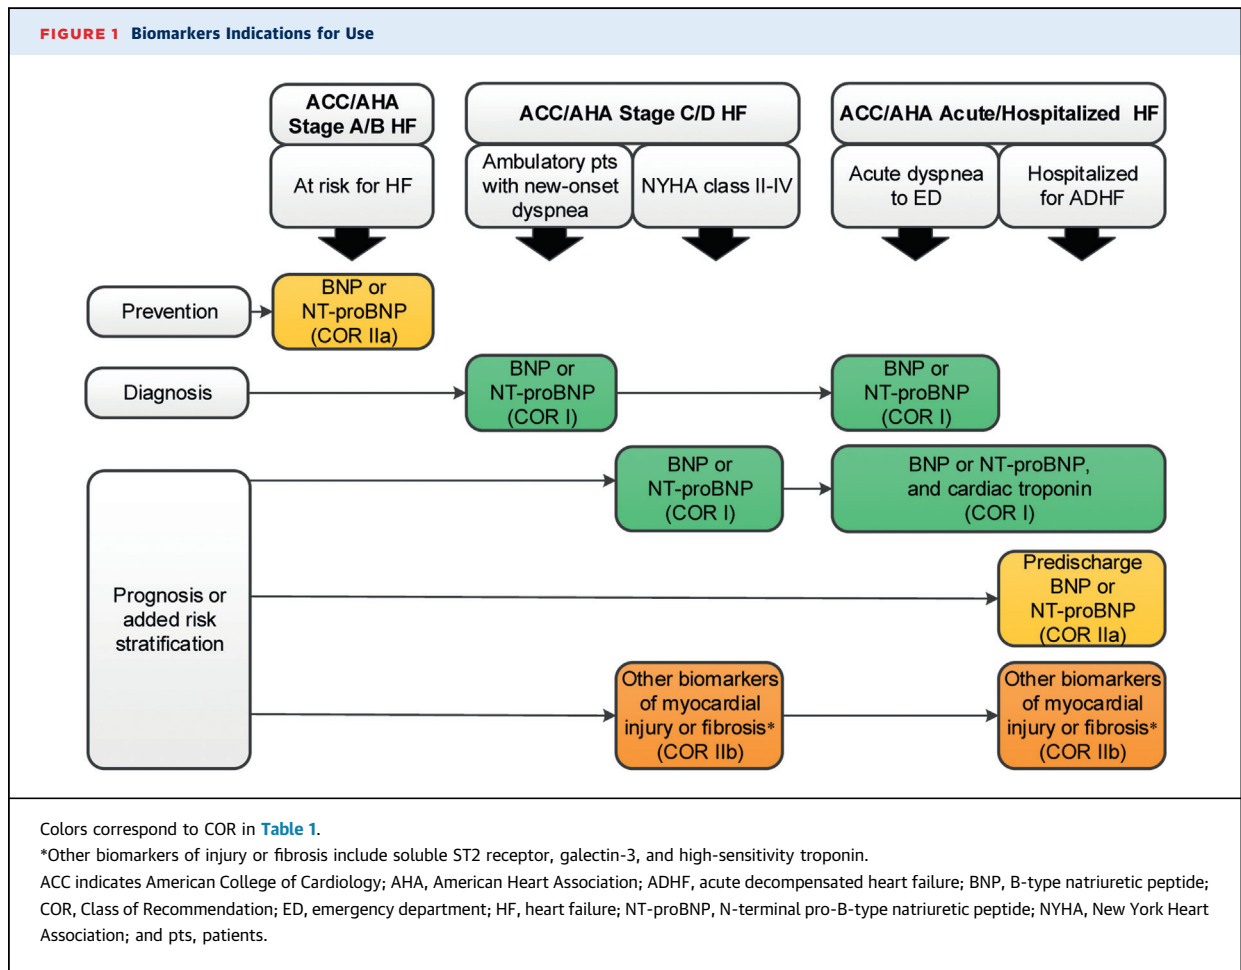 FIGURE 1 Biomarkers Indications for Use
ACC/AHA
Stage A/B HF
ACC/AHA Stage C/D HF
ACC/AHA Acute/Hospitalized HF
At risk for HF
Ambulatory pts
with new-onset
dyspnea
NYHA class II-IV
Acute dyspnea
to ED
Hospitalized
for ADHF
Prevention
BNP or
NT-proBNP
(COR IIa)
Diagnosis
BNP or
NT-proBNP
(COR I)
BNP or
NT-proBNP
(COR I)
Prognosis or
added risk
stratification
BNP or
NT-proBNP
(COR I)
BNP or NT-proBNP,
and cardiac troponin
(COR I)
Predischarge
BNP or
NT-proBNP
(COR IIa)
Other biomarkers
of myocardial
injury or fibrosis*
(COR IIb)
Other biomarkers
of myocardial
injury or fibrosis*
(COR IIb)
Colors correspond to COR in Table 1.
*Other biomarkers of injury or fibrosis include soluble ST2 receptor, galectin-3, and high-sensitivity troponin.
ACC indicates American College of Cardiology; AHA, American Heart Association; ADHF, acute decompensated heart failure; BNP, B-type natriuretic peptide;
COR, Class of Recommendation; ED, emergency department; HF, heart failure; NT-proBNP, N-terminal pro-B-type natriuretic peptide; NYHA, New York Heart
Association; and pts, patients.